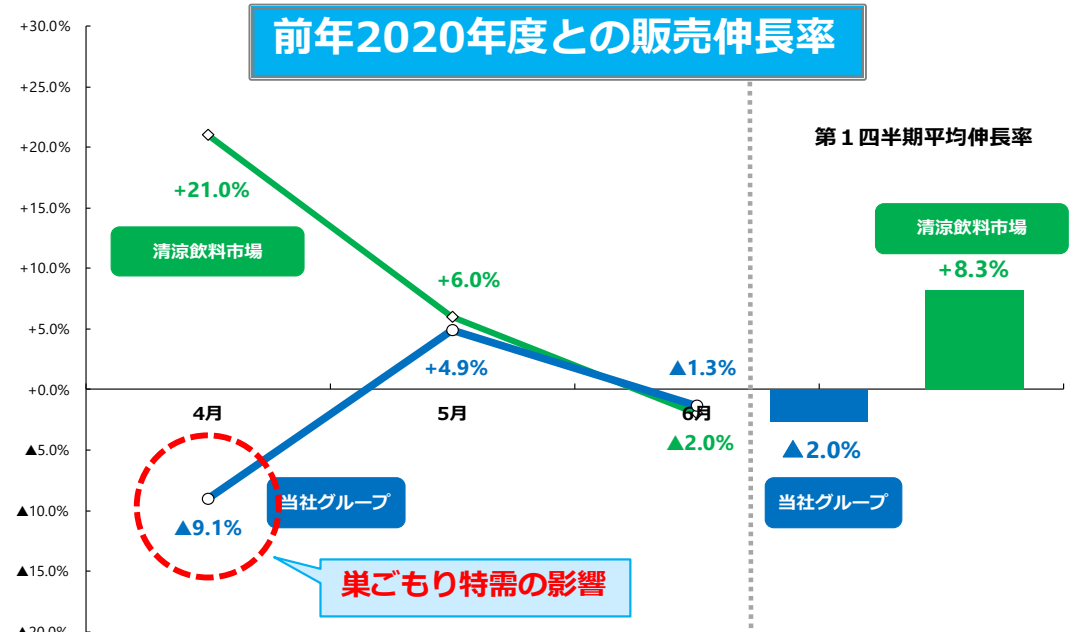 前年2020年度との販売伸長率
+30.0%
+25.0%
+20.0%
+15.0%
+10.0%
+5.0%
+0.0%
▲5.0%
▲10.0%
▲15.0%
▲20.0%
+21.0%
清涼飲料市場
+6.0%
+4.9%
▲1.3%
4月
5月
6月
▲2.0%
▲9.1%
当社グループ
巣ごもり特需の影響
第1四半期平均伸長率
清涼飲料市場
+8.3%
▲2.0%
当社グループ